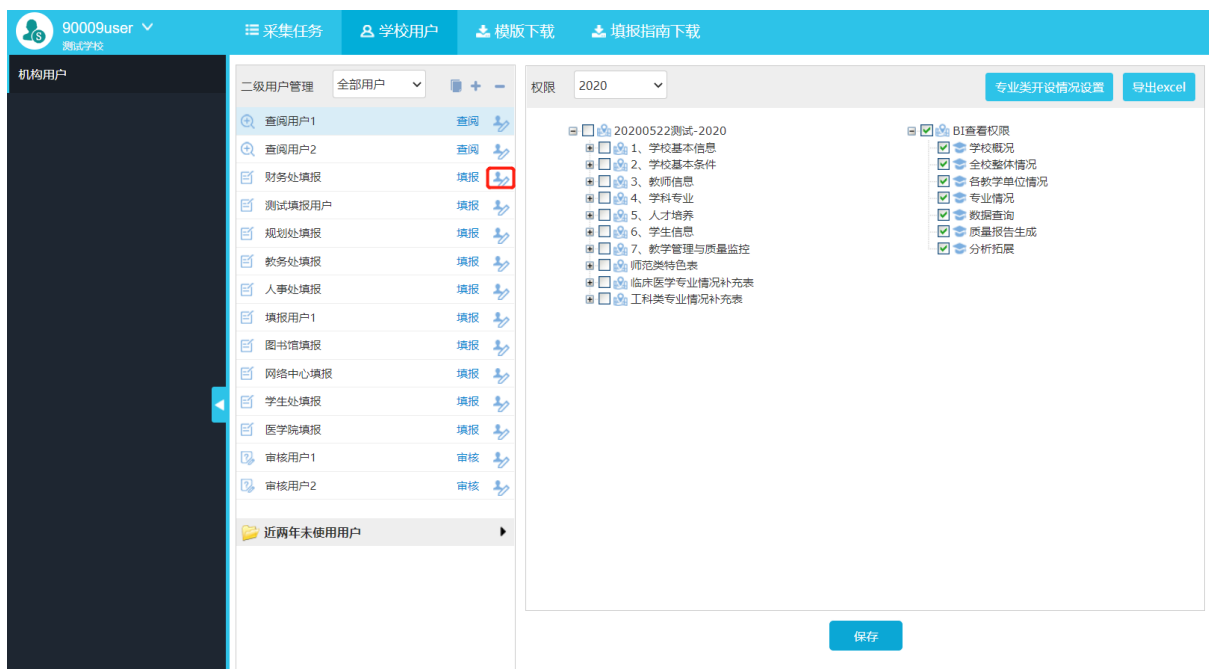 90009user
测试学校
采集任务
学校用户
模版下载
填报指南下载
机构用户
二级用户管理 全部用户
查阅用户1 查阅
查阅用户2 查阅
财务处填报 填报
测试填报用户 填报
规划处填报 填报
教务处填报 填报
人事处填报 填报
填报用户1 填报
图书馆填报 填报
网络中心填报 填报
学生处填报 填报
医学院填报 填报
审核用户1 审核
审核用户2 审核
近两年未使用用户
权限 2020 专业类开设情况设置 导出excel
20200522测试-2020
1、学校基本信息
2、学校基本条件
3、教师信息
4、学科专业
5、人才培养
6、学生信息
7、教学管理与质量监控
师范类特色表
临床医学专业情况补充表
工科类专业情况补充表
BI查看权限
学校概况
全校整体情况
各教学单位情况
专业情况
数据查询
质量报告生成
分析拓展
保存